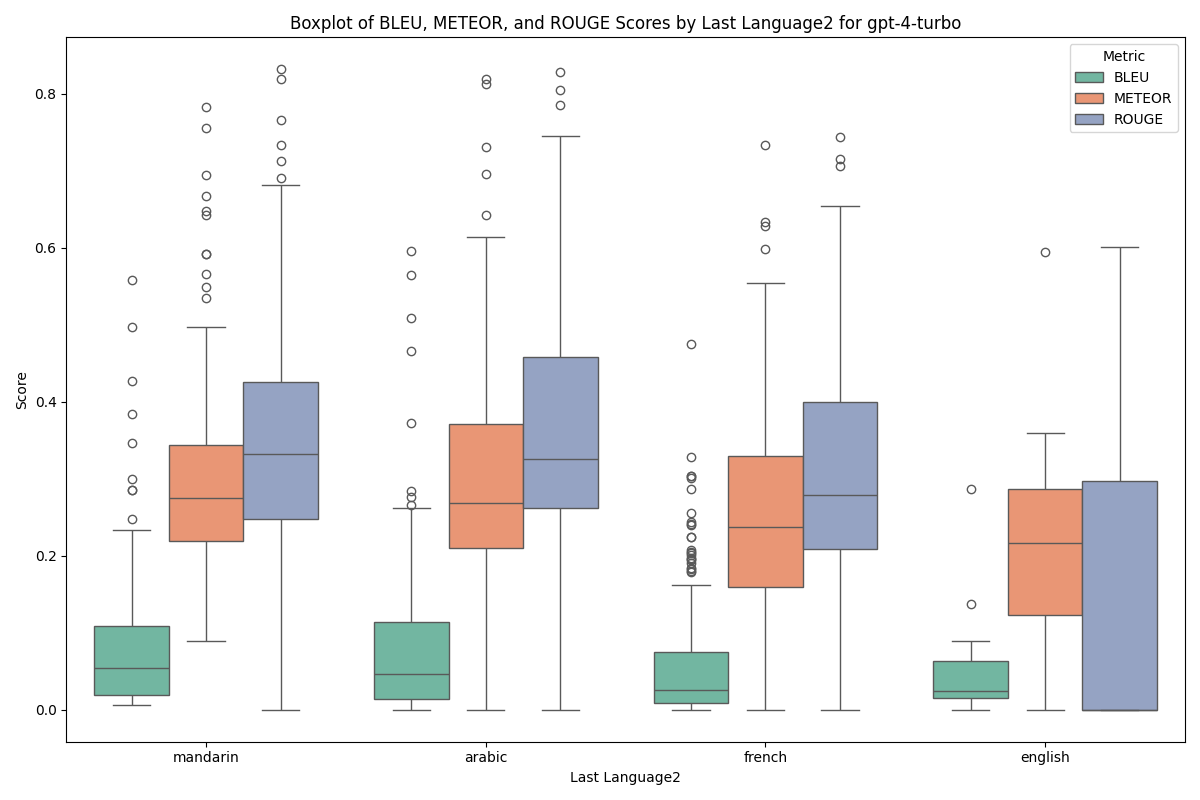 Boxplot of BLEU, METEOR, and ROUGE Scores by Last Language2 for gpt-4-turbo
Metric
BLEU
METEOR
ROUGE
Score
0.8
0.6
0.4
0.2
0.0
mandarin
arabic
french
english
Last Language2